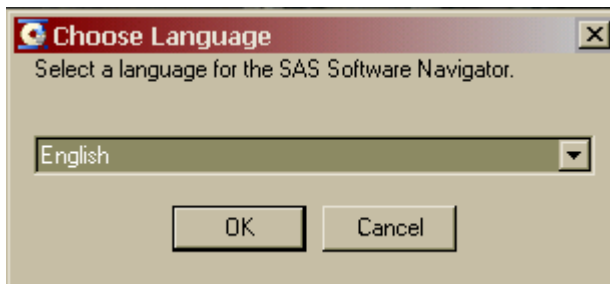 Choose Language
Select a language for the SAS Software Navigator.
English
OK
Cancel